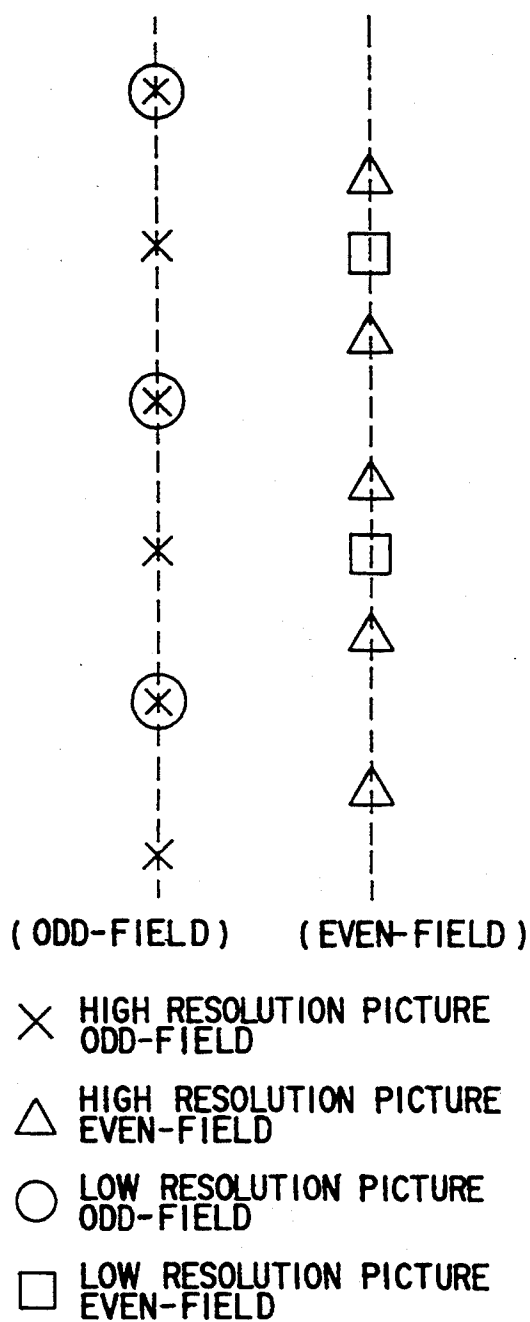 (ODD-FIELD) (EVEN-FIELD)
HIGH RESOLUTION PICTURE
ODD-FIELD
HIGH RESOLUTION PICTURE
EVEN-FIELD
LOW RESOLUTION PICTURE
ODD-FIELD
LOW RESOLUTION PICTURE
EVEN-FIELD